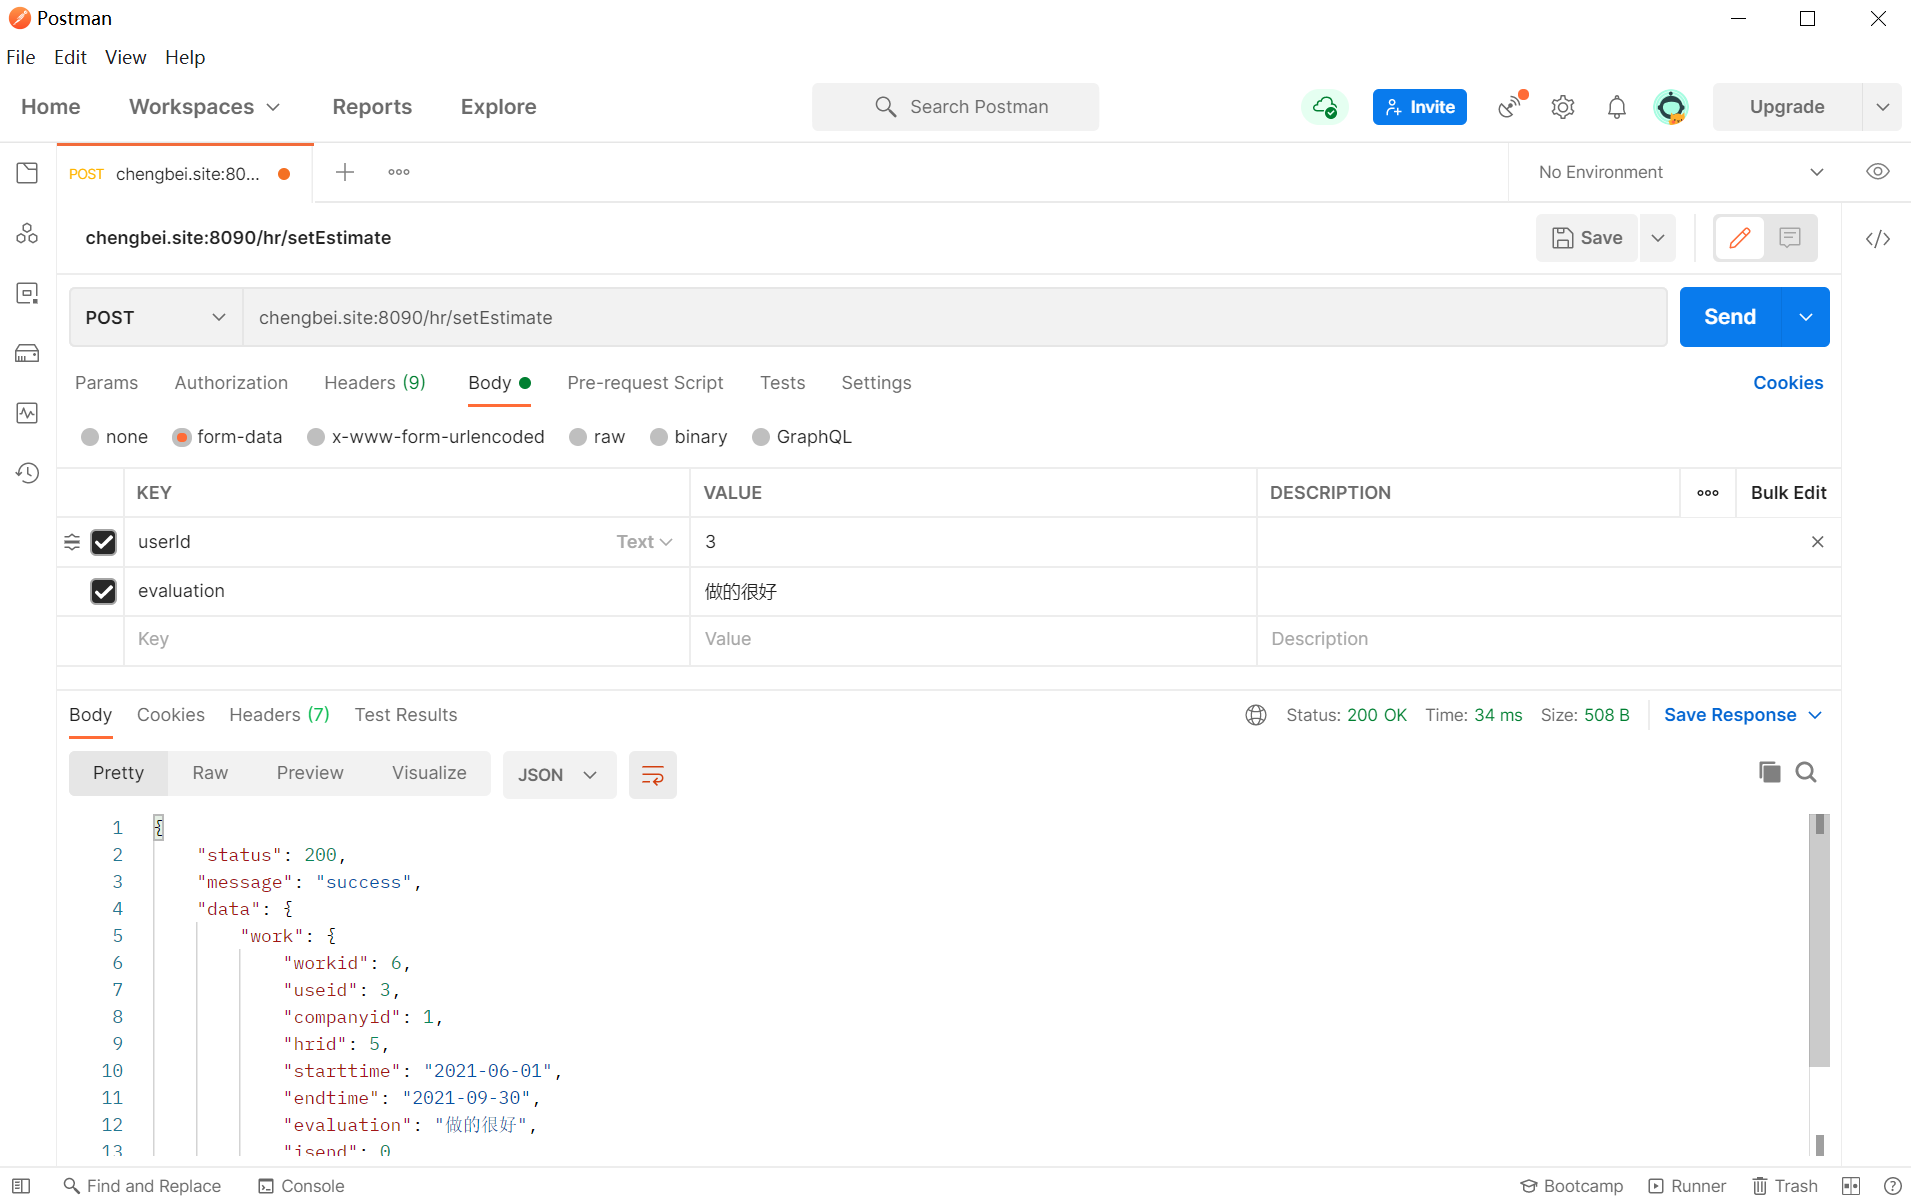 Postman
File Edit View Help
Home Workspaces Reports Explore Search Postman Invite Upgrade
POST chengbei.site:80... No Environment
chengbei.site:8090/hr/setEstimate Save
POST chengbei.site:8090/hr/setEstimate Send
Params Authorization Headers (9) Body Pre-request Script Tests Settings Cookies
none form-data x-www-form-urlencoded raw binary GraphQL
KEY VALUE DESCRIPTION Bulk Edit
userId Text 3
evaluation 做的很好
Key Value Description
Body Cookies Headers (7) Test Results Status: 200 OK Time: 34 ms Size: 508 B Save Response
Pretty Raw Preview Visualize JSON
1 {
2 "status": 200,
3 "message": "success",
4 "data": {
5 "work": {
6 "workid": 6,
7 "useid": 3,
8 "companyid": 1,
9 "hrid": 5,
10 "starttime": "2021-06-01",
11 "endtime": "2021-09-30",
12 "evaluation": "做的很好",
13 "isend": 0
Find and Replace Console Bootcamp Runner Trash